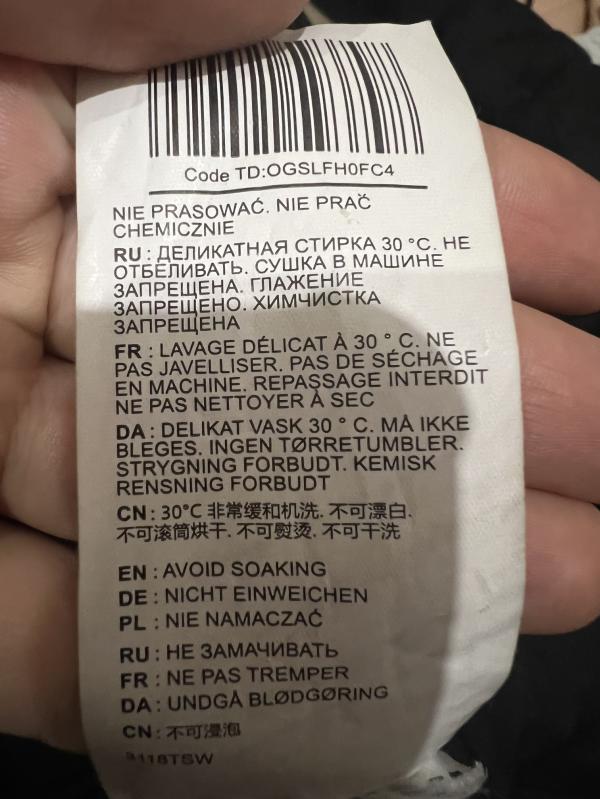 Code TD:OGSLFH0FC4
NIE PRASOWAĆ. NIE PRAČ
CHEMICZNIE
RU : ДЕЛИКАТНАЯ СТИРКА 30 °C. НЕ
ОТБЕЛИВАТЬ. СУШКА В МАШИНЕ
ЗАПРЕЩЕНА. ГЛАЖЕНИЕ
ЗАПРЕЩЕНО. ХИМЧИСТКА
ЗАПРЕЩЕНА
FR : LAVAGE DÉLICAT À 30 ° C. NE
PAS JAVELLISER. PAS DE SÉCHAGE
EN MACHINE. REPASSAGE INTERDIT
NE PAS NETTOYER À SEC
DA : DELIKAT VASK 30 ° C. MÅ IKKE
BLEGES. INGEN TØRRETUMBLER.
STRYGNING FORBUDT. KEMISK
RENSNING FORBUDT
CN : 30°C 非常缓和机洗. 不可漂白.
不可滚筒烘干. 不可熨烫. 不可干洗
EN : AVOID SOAKING
DE : NICHT EINWEICHEN
PL : NIE NAMACZAĆ
RU : НЕ ЗАМАЧИВАТЬ
FR : NE PAS TREMPER
DA : UNDGÅ BLØDGØRING
CN : 不可浸泡